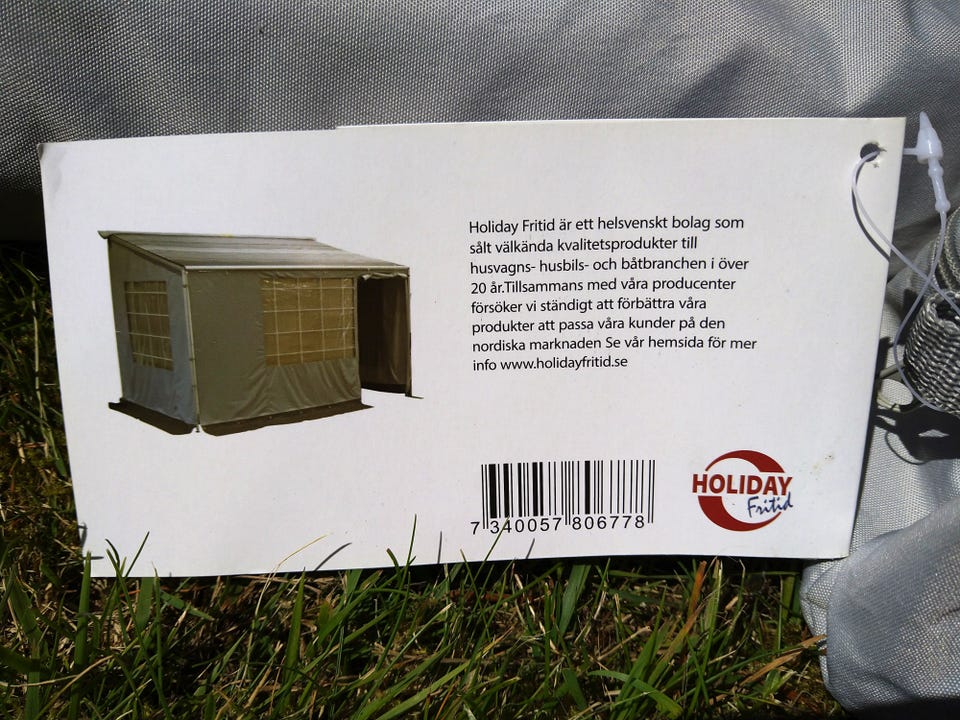 Holiday Fritid är ett helsvenskt bolag som
sålt välkända kvalitetsprodukter till
husvagns- husbils- och båtbranchen i över
20 år.Tillsammans med våra producenter
försöker vi ständigt att förbättra våra
produkter att passa våra kunder på den
nordiska marknaden Se vår hemsida för mer
info www.holidayfritid.se
7 340057 806778
HOLIDAY
Fritid